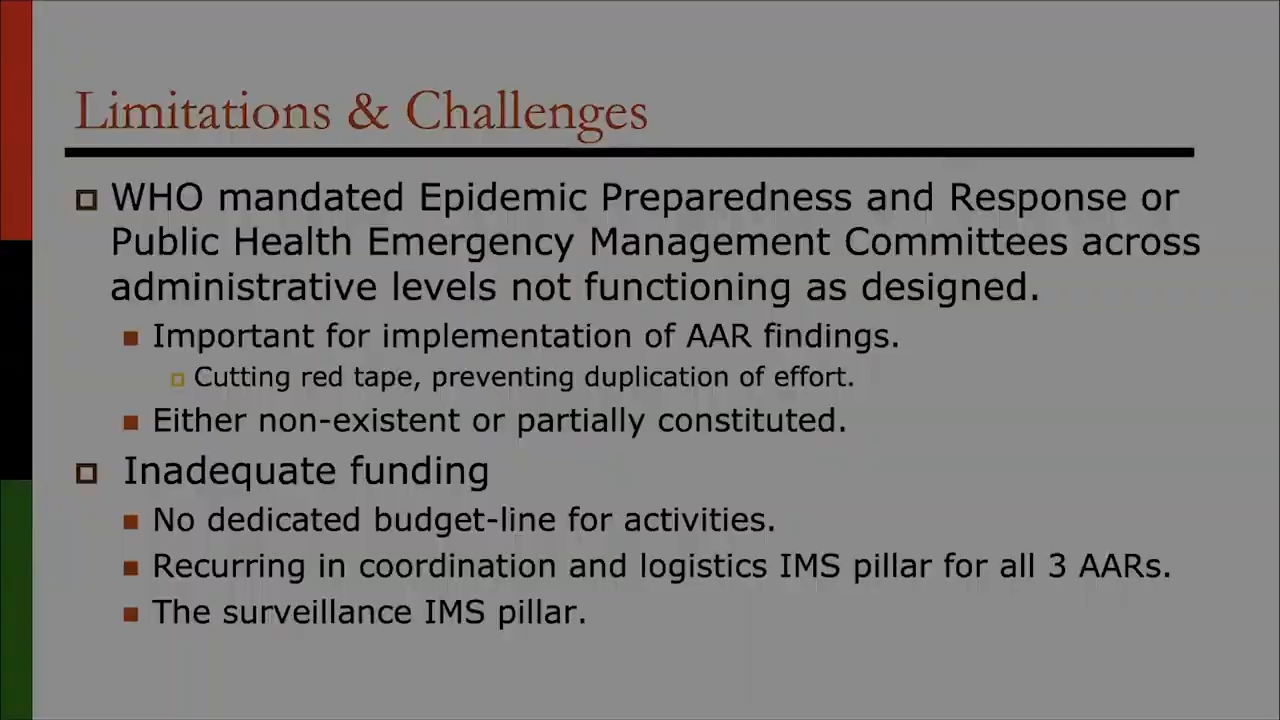 Limitations & Challenges
WHO mandated Epidemic Preparedness and Response or
Public Health Emergency Management Committees across
administrative levels not functioning as designed.
Important for implementation of AAR findings.
Cutting red tape, preventing duplication of effort.
Either non-existent or partially constituted.
Inadequate funding
No dedicated budget-line for activities.
Recurring in coordination and logistics IMS pillar for all 3 AARs.
The surveillance IMS pillar.